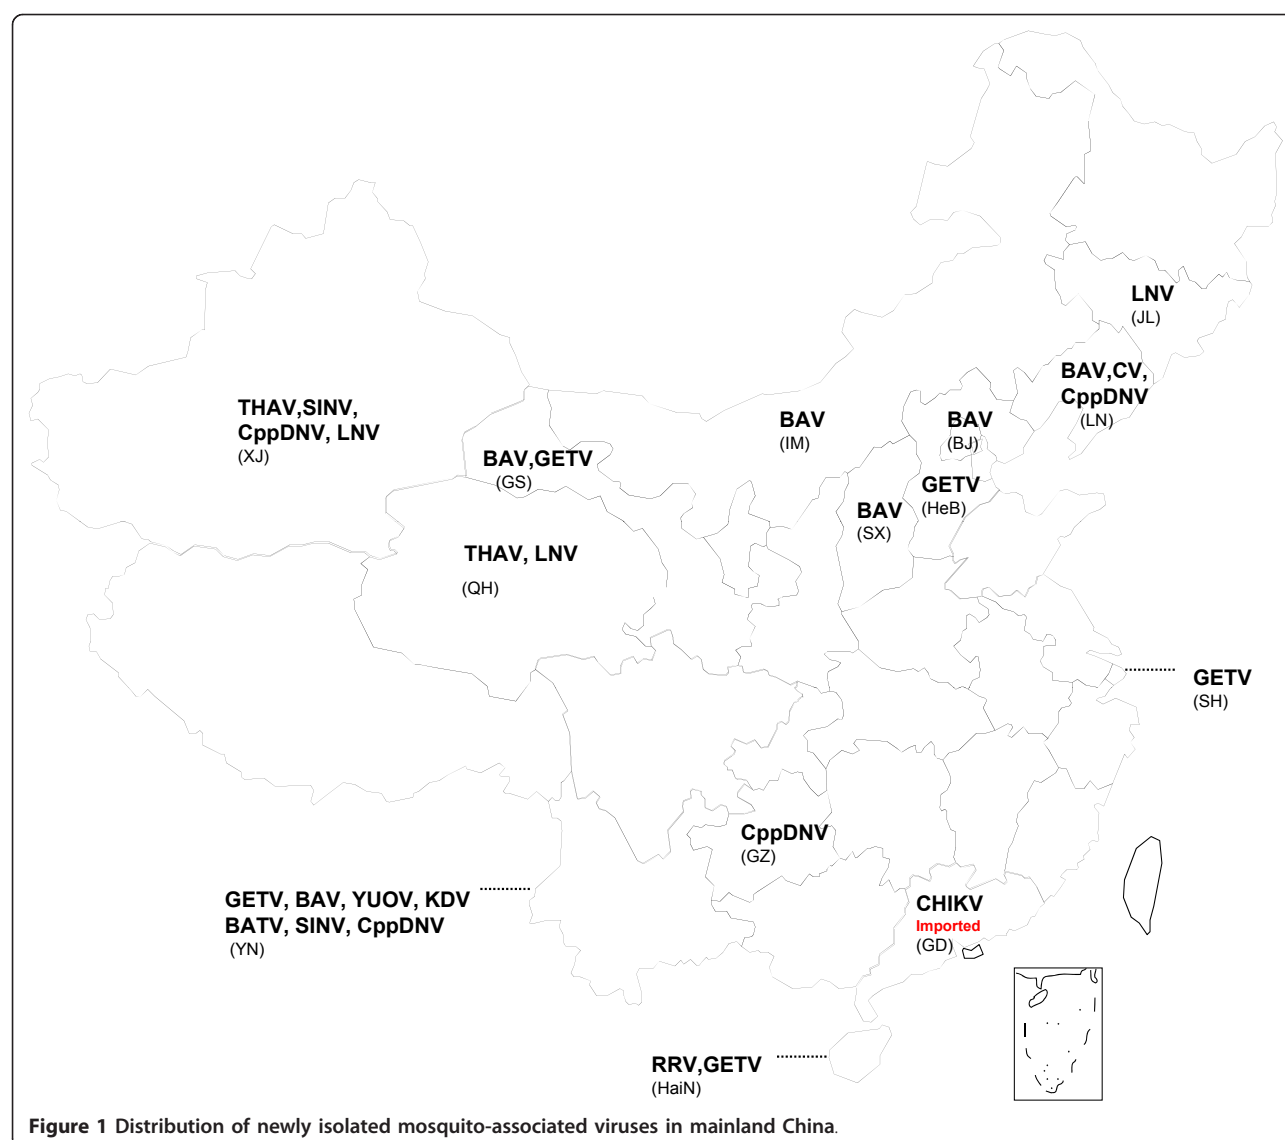 LNV
(JL)
BAV,CV,
CppDNV
(LN)
THAV,SINV,
CppDNV, LNV
(XJ)
BAV
(IM)
BAV
(BJ)
BAV,GETV
(GS)
GETV
(HeB)
BAV
(SX)
THAV, LNV
(QH)
GETV
(SH)
CppDNV
(GZ)
GETV, BAV, YUOV, KDV
BATV, SINV, CppDNV
(YN)
CHIKV
Imported
(GD)
RRV,GETV
(HaiN)
Figure 1 Distribution of newly isolated mosquito-associated viruses in mainland China.